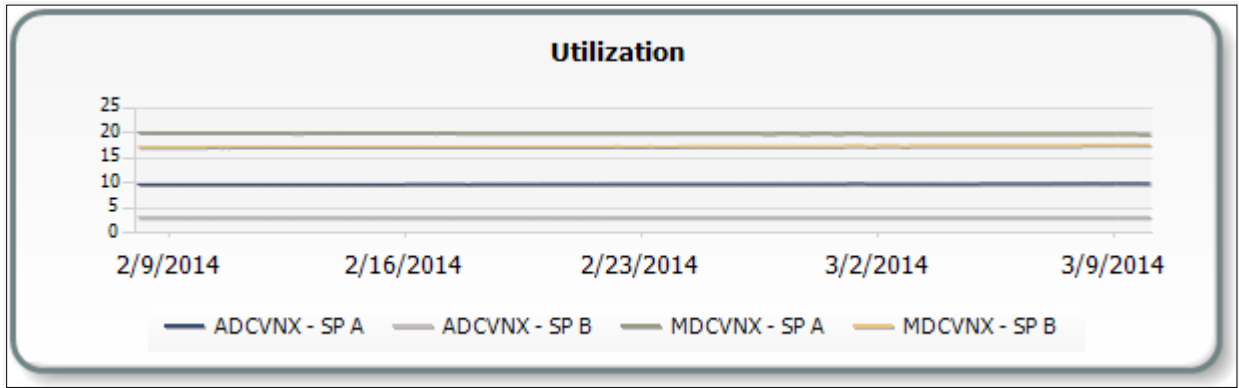 Utilization
25
20
15
10
5
0
2/9/2014 2/16/2014 2/23/2014 3/2/2014 3/9/2014
ADCVNX - SP A ADCVNX - SP B MDCVNX - SP A MDCVNX - SP B